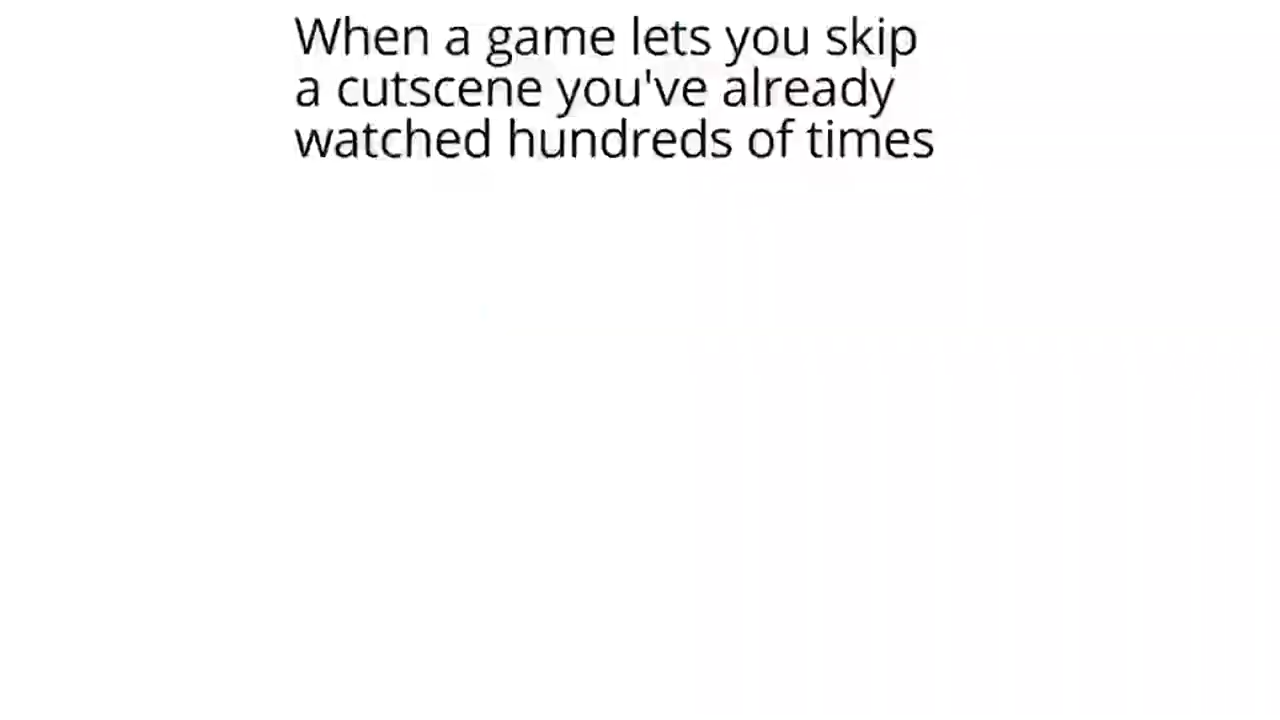 When a game lets you skip
a cutscene you've already
watched hundreds of times